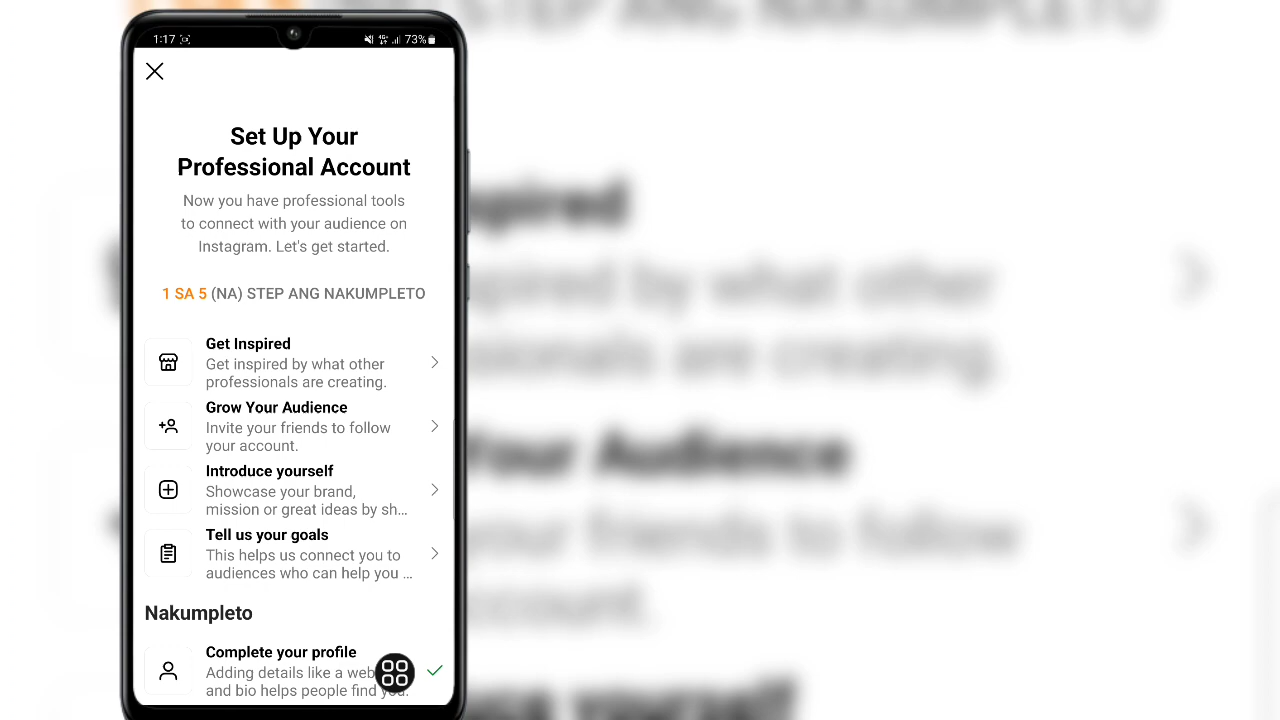 STEP ANG NAKUMPLETO
1:17
73%
Set Up Your
Professional Account
Now you have professional tools
to connect with your audience on
Instagram. Let's get started.
1 SA 5 (NA) STEP ANG NAKUMPLETO
Get Inspired
Get inspired by what other
professionals are creating.
Grow Your Audience
Invite your friends to follow
your account.
Introduce yourself
Showcase your brand,
mission or great ideas by sh...
Tell us your goals
This helps us connect you to
audiences who can help you ...
Nakumpleto
Complete your profile
Adding details like a web
and bio helps people find you.